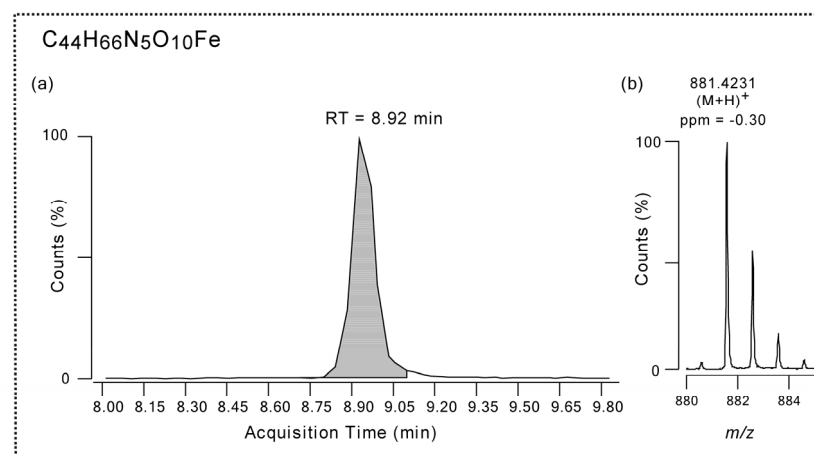 C44H66N5O10Fe
(a)
RT = 8.92 min
100
0
Counts (%)
8.00 8.15 8.30 8.45 8.60 8.75 8.90 9.05 9.20 9.35 9.50 9.65 9.80
Acquisition Time (min)
(b)
881.4231
(M+H)+
ppm = -0.30
100
0
Counts (%)
880 882 884
m/z